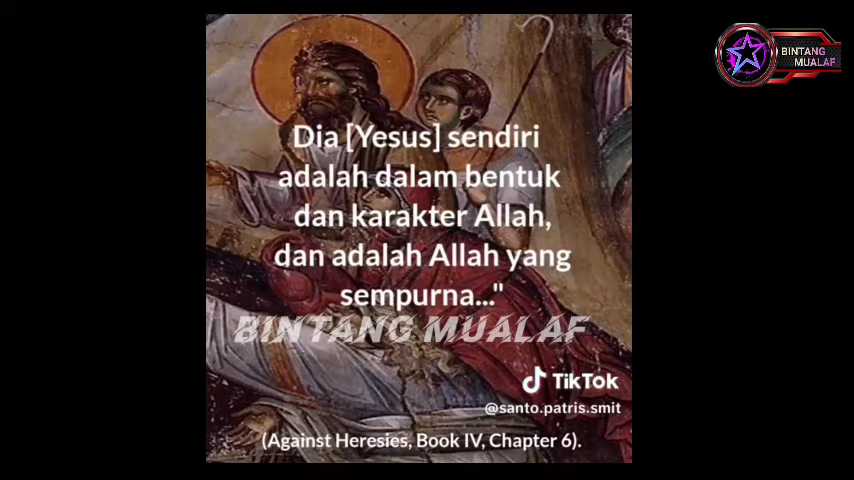 BINTANG
MUALAF
Dia [Yesus] sendiri
adalah dalam bentuk
dan karakter Allah,
dan adalah Allah yang
sempurna..."
BINTANG MUALAF
TikTok
@santo.patris.smit
(Against Heresies, Book IV, Chapter 6).